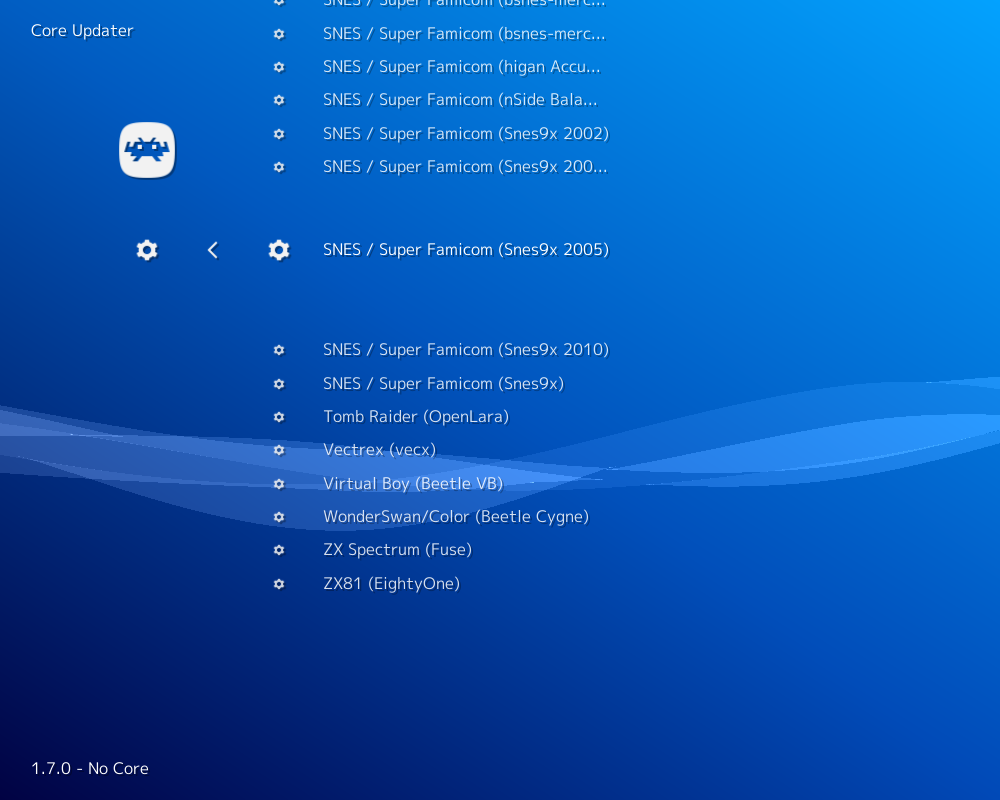 Core Updater
SNES / Super Famicom (bsnes-merc...
SNES / Super Famicom (bsnes-merc...
SNES / Super Famicom (higan Accu...
SNES / Super Famicom (nSide Bala...
SNES / Super Famicom (Snes9x 2002)
SNES / Super Famicom (Snes9x 200...
SNES / Super Famicom (Snes9x 2005)
SNES / Super Famicom (Snes9x 2010)
SNES / Super Famicom (Snes9x)
Tomb Raider (OpenLara)
Vectrex (vecx)
Virtual Boy (Beetle VB)
WonderSwan/Color (Beetle Cygne)
ZX Spectrum (Fuse)
ZX81 (EightyOne)
1.7.0 - No Core